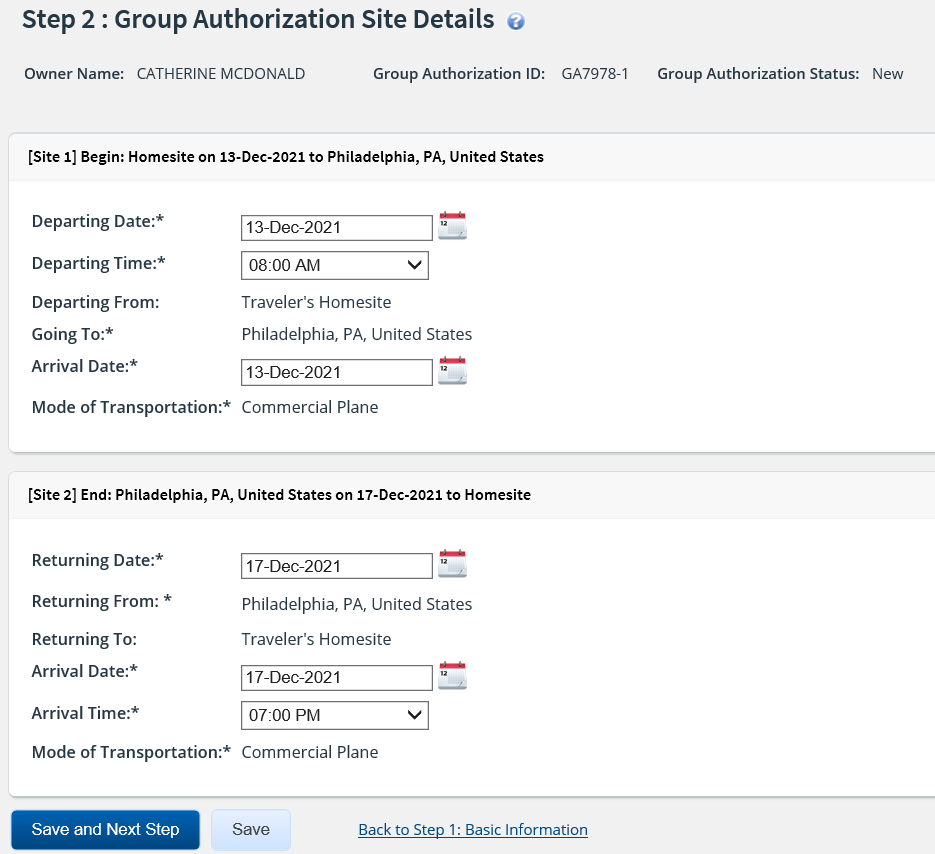 Step 2 : Group Authorization Site Details ?
Owner Name: CATHERINE MCDONALD Group Authorization ID: GA7978-1 Group Authorization Status: New
[Site 1] Begin: Homesite on 13-Dec-2021 to Philadelphia, PA, United States
Departing Date:* 13-Dec-2021 12
Departing Time:* 08:00 AM
Departing From: Traveler's Homesite
Going To:* Philadelphia, PA, United States
Arrival Date:* 13-Dec-2021 12
Mode of Transportation:* Commercial Plane
[Site 2] End: Philadelphia, PA, United States on 17-Dec-2021 to Homesite
Returning Date:* 17-Dec-2021 12
Returning From: * Philadelphia, PA, United States
Returning To: Traveler's Homesite
Arrival Date:* 17-Dec-2021 12
Arrival Time:* 07:00 PM
Mode of Transportation:* Commercial Plane
Save and Next Step Save Back to Step 1: Basic Information